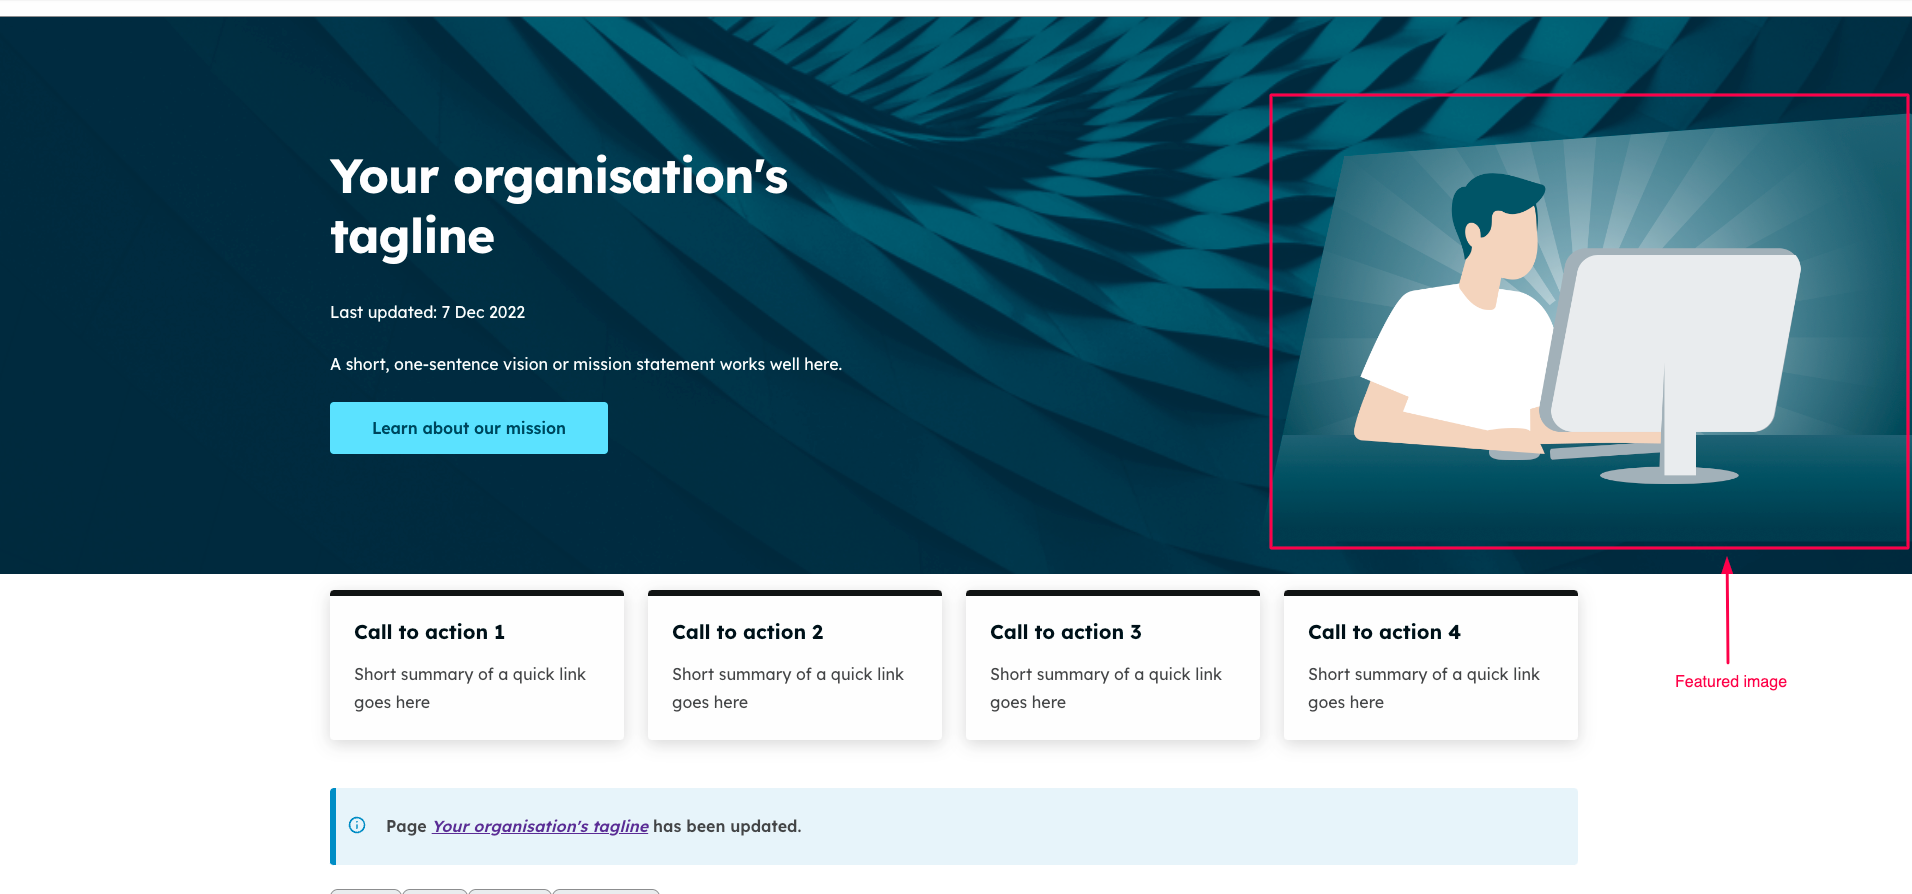 Your organisation's
tagline
Last updated: 7 Dec 2022
A short, one-sentence vision or mission statement works well here.
Learn about our mission
Featured image
Call to action 1
Short summary of a quick link
goes here
Call to action 2
Short summary of a quick link
goes here
Call to action 3
Short summary of a quick link
goes here
Call to action 4
Short summary of a quick link
goes here
Page Your organisation's tagline has been updated.